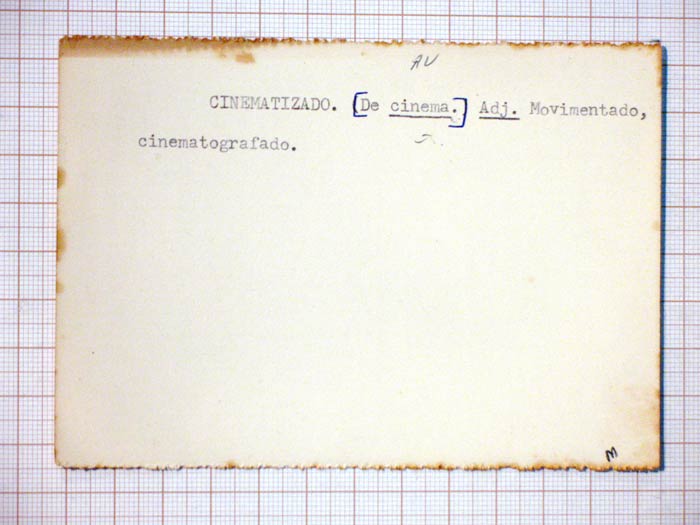 AV
CINEMATIZADO. [De cinema.] Adj. Movimentado,
cinematografado.
M